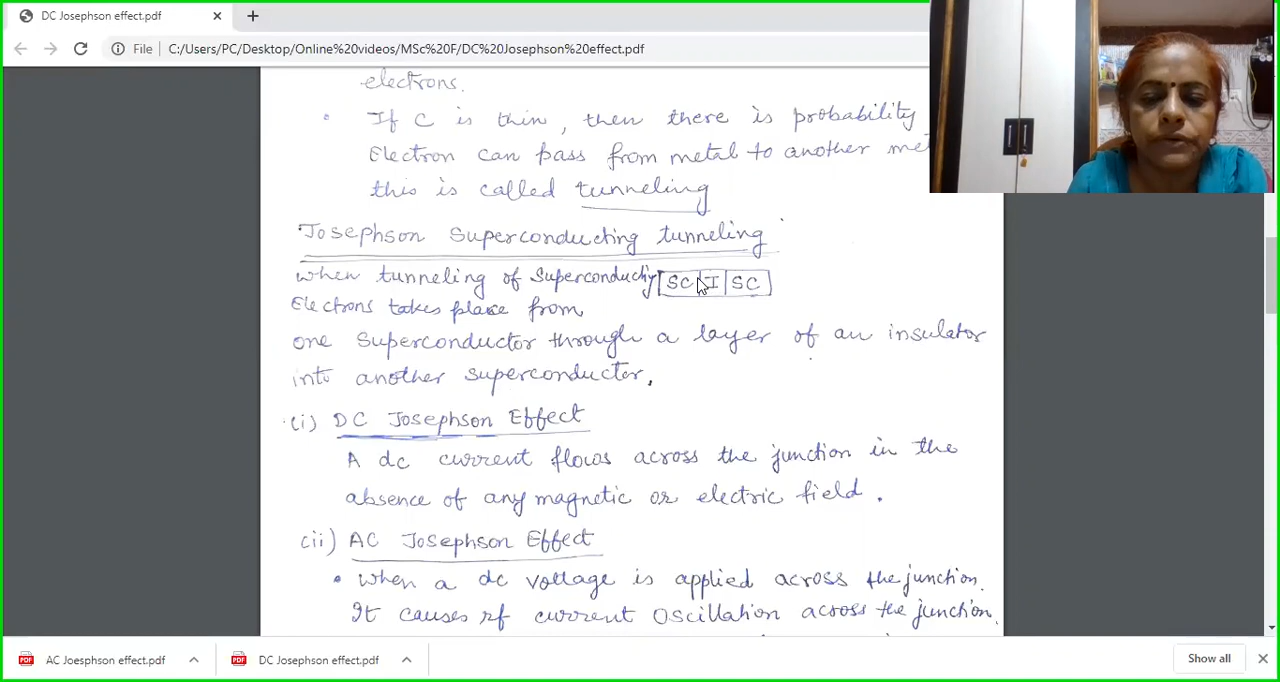 DC Josephson effect.pdf
File C:/Users/PC/Desktop/Online%20videos/MSc%20F/DC%20Josephson%20effect.pdf
electrons.
• If C is thin, then there is probability
Electron can pass from metal to another me
this is called tunneling
Josephson Superconducting tunneling
when tunneling of Superconducting SC I SC
Electrons takes place from
one superconductor through a layer of an insulator
into another superconductor.
(i) DC Josephson Effect
A dc current flows across the junction in the
absence of any magnetic or electric field.
(ii) AC Josephson Effect
• When a dc voltage is applied across the junction.
It causes rf current oscillation across the junction.
AC Joesphson effect.pdf
DC Josephson effect.pdf
Show all